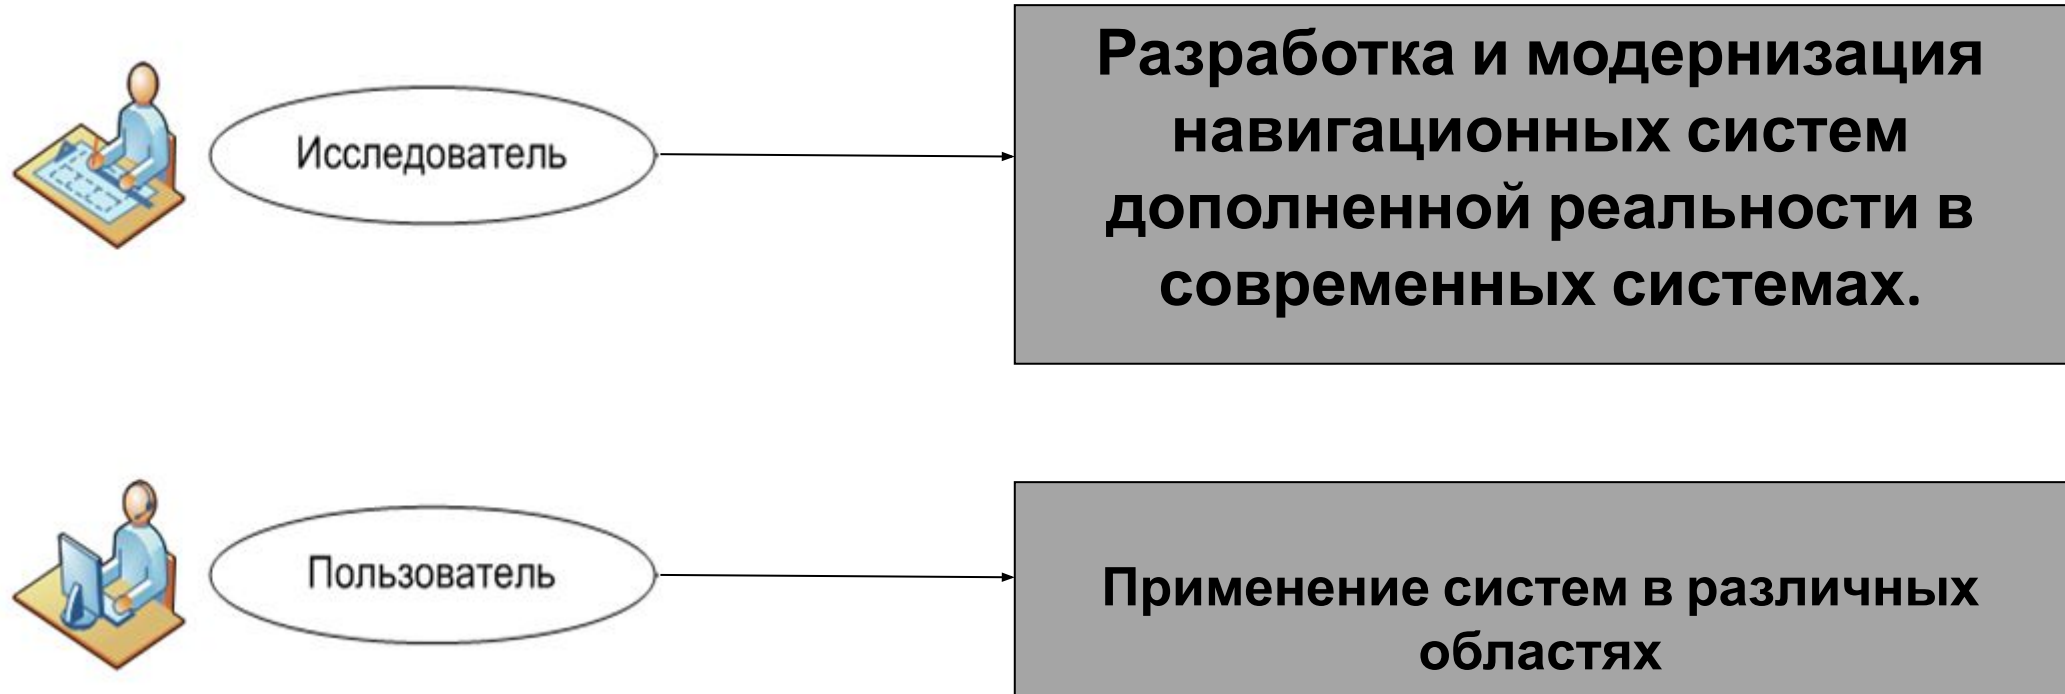 Исследователь
Разработка и модернизация
навигационных систем
дополненной реальности в
современных системах.
Пользователь
Применение систем в различных
областях